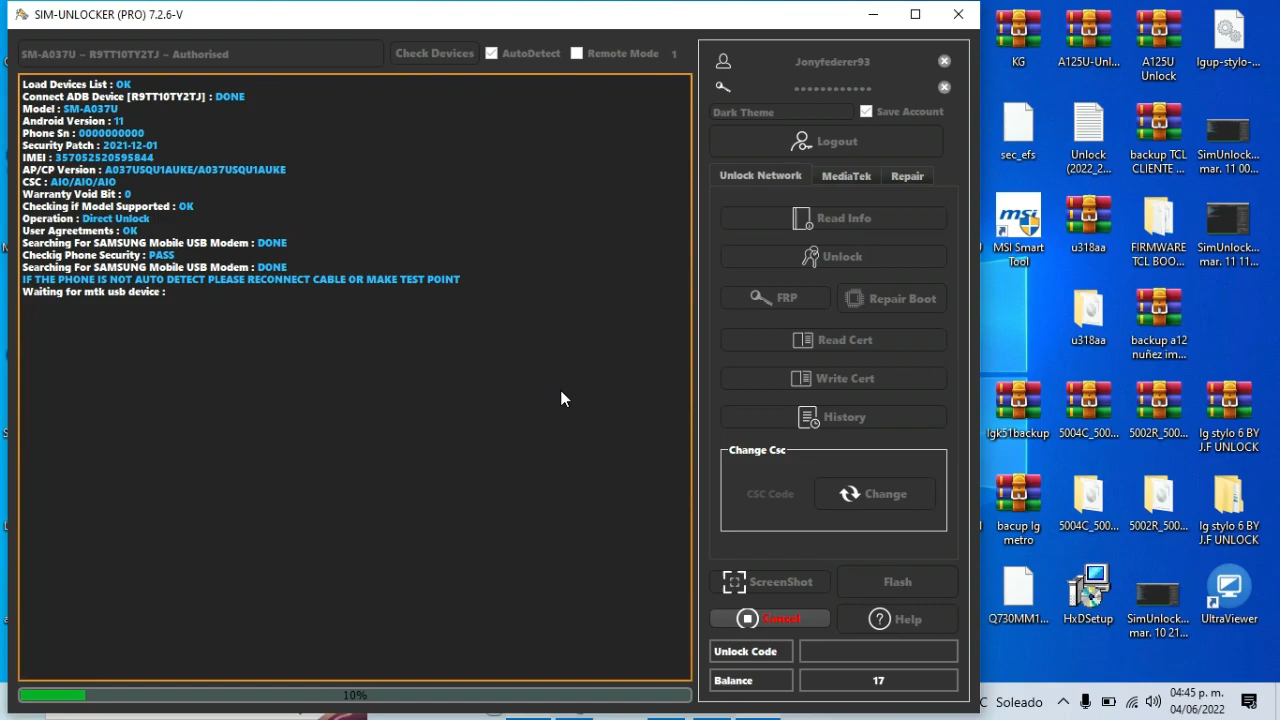 SIM-UNLOCKER (PRO) 7.2.6-V
SM-A037U – R9TT10TY2TJ – Authorised
Check Devices
AutoDetect
Remote Mode
1
Load Devices List : OK
Connect ADB Device [R9TT10TY2TJ] : DONE
Model : SM-A037U
Android Version : 11
Phone Sn : 0000000000
Security Patch : 2021-12-01
IMEI : 357052520595844
AP/CP Version : A037USQU1AUKE/A037USQU1AUKE
CSC : AIO/AIO/AIO
Warranty Void Bit : 0
Checking if Model Supported : OK
Operation : Direct Unlock
User Agreements : OK
Searching For SAMSUNG Mobile USB Modem : DONE
Checkig Phone Security : PASS
Searching For SAMSUNG Mobile USB Modem : DONE
IF THE PHONE IS NOT AUTO DETECT PLEASE RECONNECT CABLE OR MAKE TEST POINT
Waiting for mtk usb device :
10%
Jonyfederer93
••••••••••••
Dark Theme
Save Account
Logout
Unlock Network
MediaTek
Repair
Read Info
Unlock
FRP
Repair Boot
Read Cert
Write Cert
History
Change Csc
CSC Code
Change
ScreenShot
Flash
Cancel
Help
Unlock Code
Balance
17
KG
A125U-Unl...
A125U
Unlock
lgup-stylo-...
sec_efs
Unlock
(2022_2...
backup TCL
CLIENTE ...
SimUnlock...
mar. 11 00...
MSI Smart
Tool
u318aa
FIRMWARE
TCL BOO...
SimUnlock...
mar. 11 11...
u318aa
backup a12
nuñez im...
lgk51backup
5004C_500...
5002R_500...
lg stylo 6 BY
J.F UNLOCK
bacup lg
metro
5004C_500...
5002R_500...
lg stylo 6 BY
J.F UNLOCK
Q730MM1...
HxDSetup
SimUnlock...
mar. 10 21...
UltraViewer
C Soleado
04:45 p. m.
04/06/2022